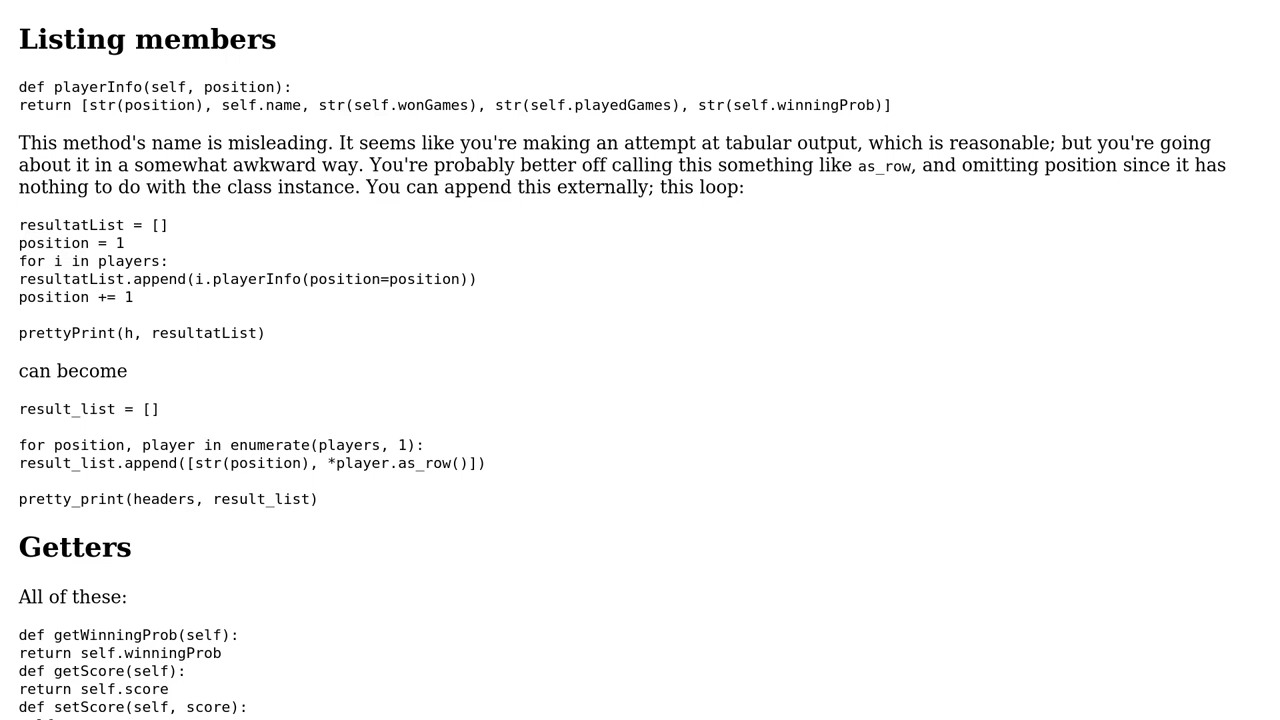 Listing members
def playerInfo(self, position):
return [str(position), self.name, str(self.wonGames), str(self.playedGames), str(self.winningProb)]
This method's name is misleading. It seems like you're making an attempt at tabular output, which is reasonable; but you're going
about it in a somewhat awkward way. You're probably better off calling this something like as_row, and omitting position since it has
nothing to do with the class instance. You can append this externally; this loop:
resultatList = []
position = 1
for i in players:
resultatList.append(i.playerInfo(position=position))
position += 1
prettyPrint(h, resultatList)
can become
result_list = []
for position, player in enumerate(players, 1):
result_list.append([str(position), *player.as_row()])
pretty_print(headers, result_list)
Getters
All of these:
def getWinningProb(self):
return self.winningProb
def getScore(self):
return self.score
def setScore(self, score):